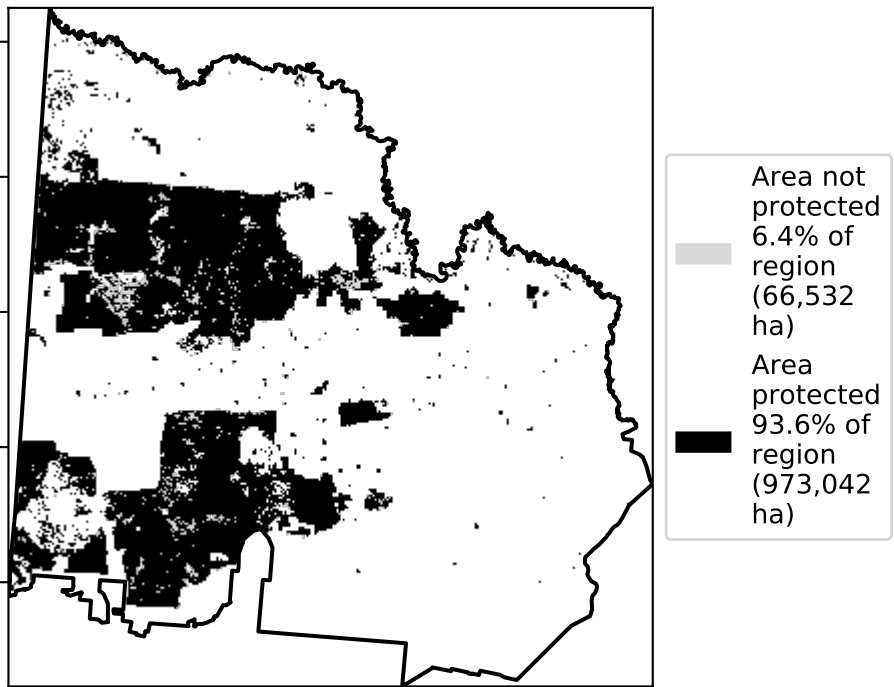 Area not
protected
6.4% of
region
(66,532
ha)
Area
protected
93.6% of
region
(973,042
ha)